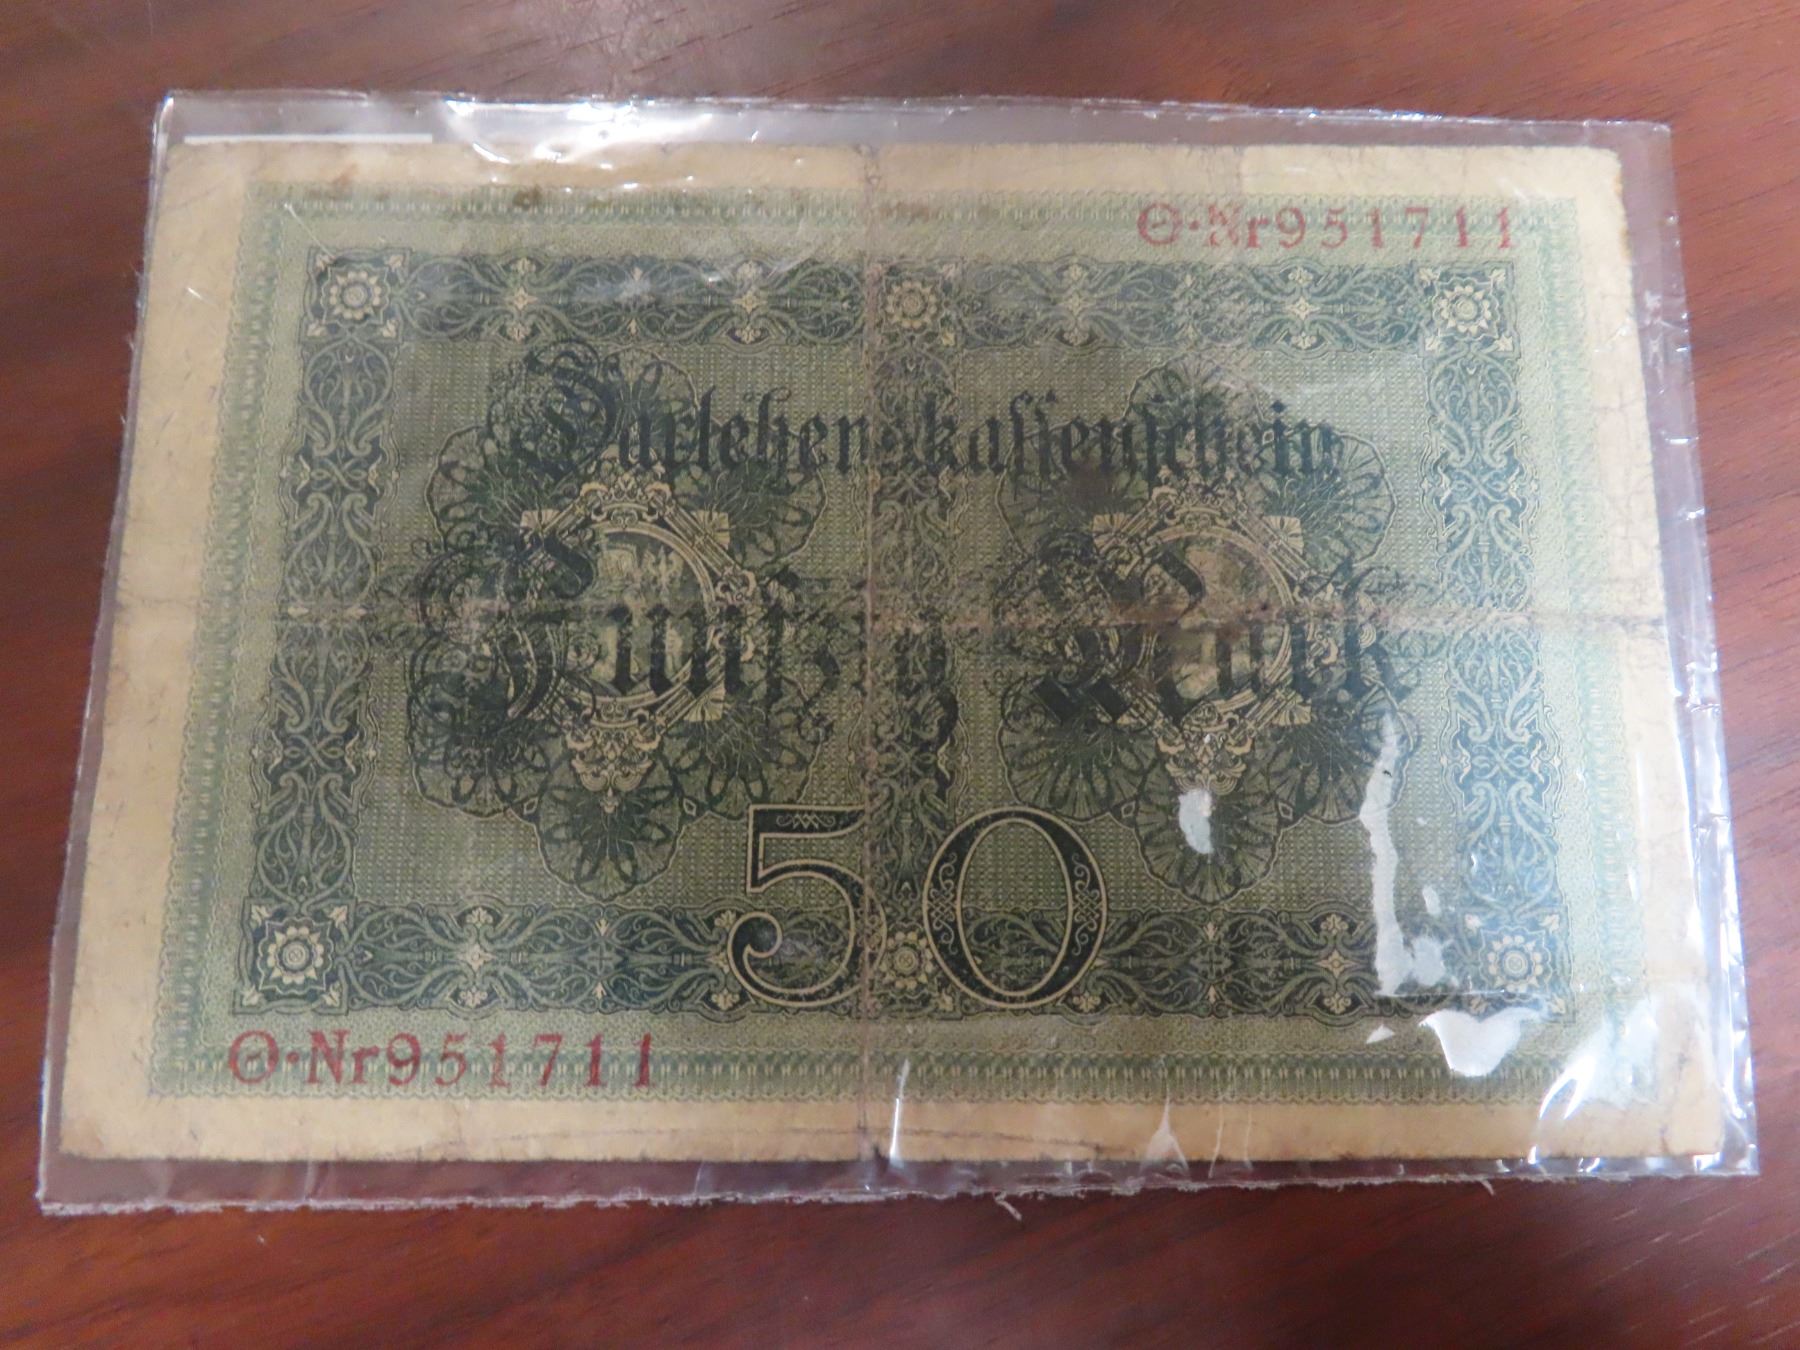 Θ·Nr951711
Darlehenskassenschein
Fünfzig Mark
50
Θ·Nr951711